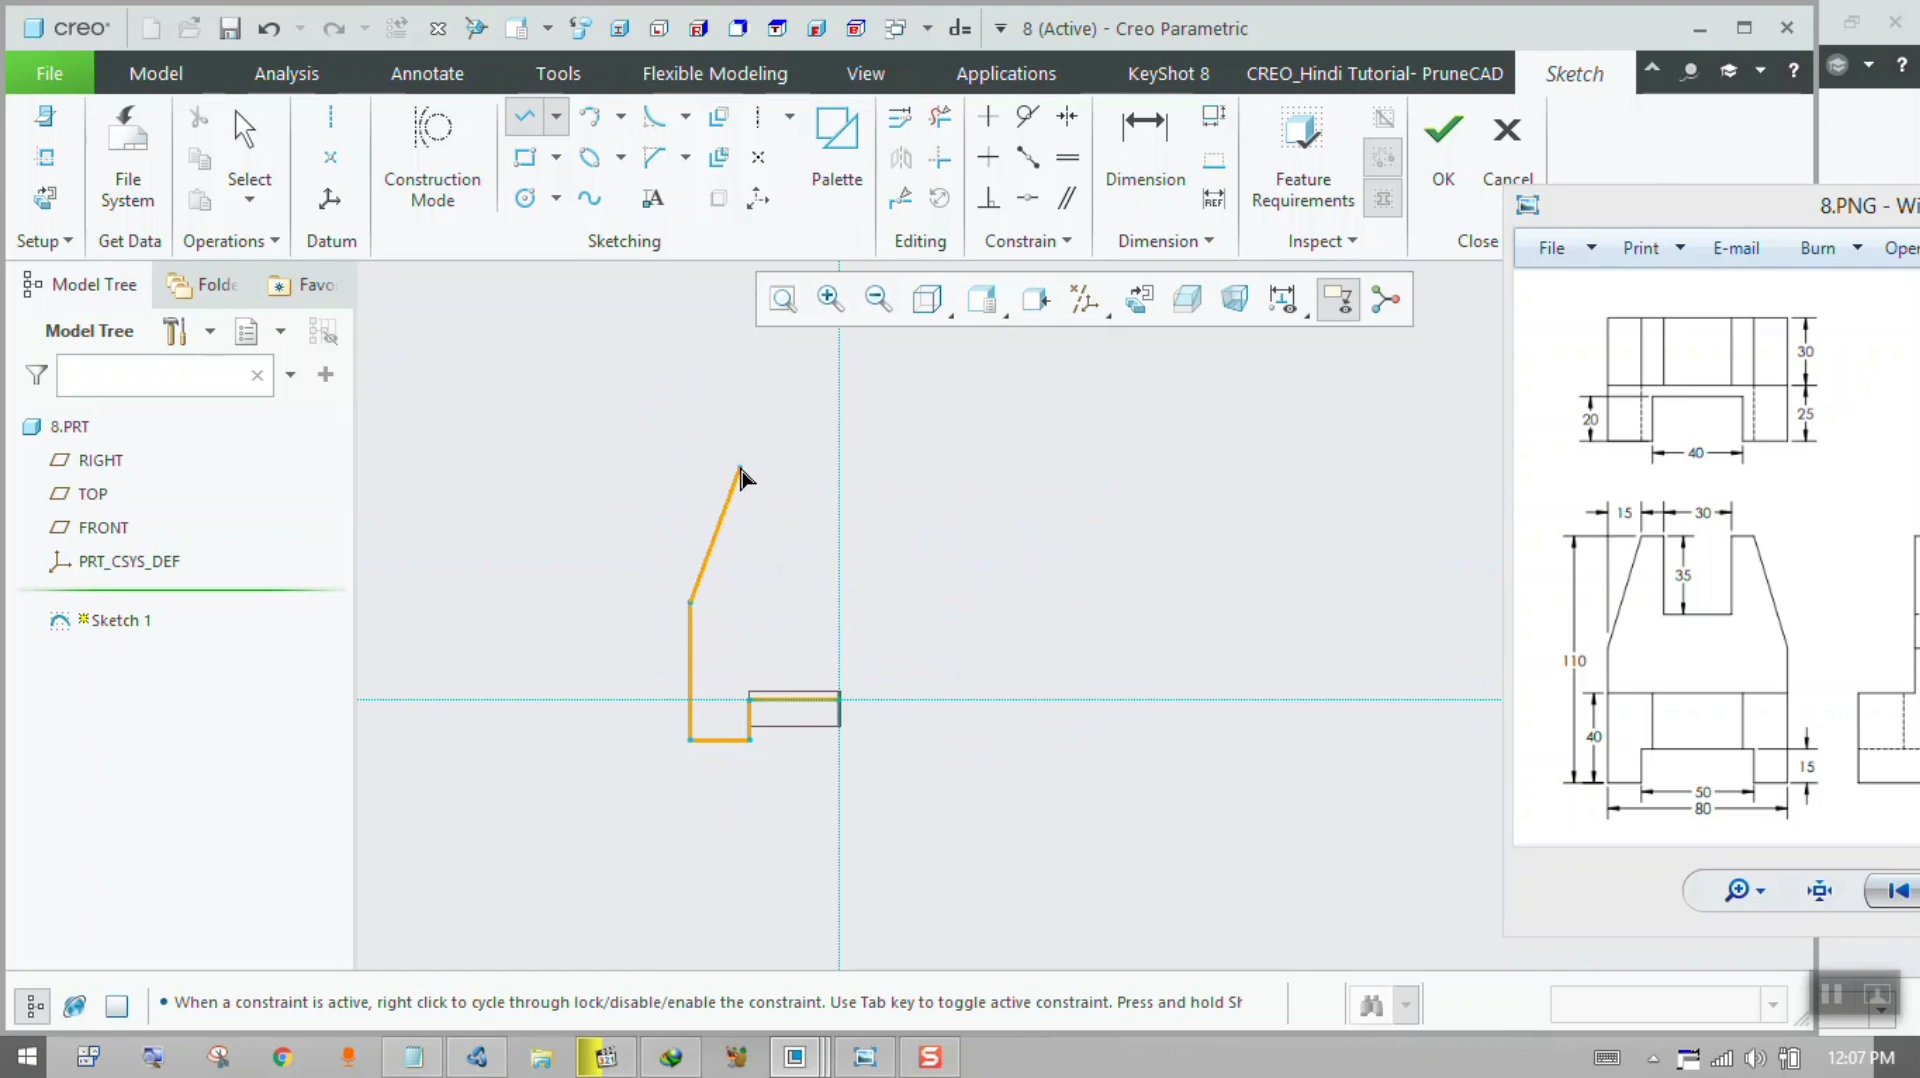 creo
d=
8 (Active) - Creo Parametric
File
Model
Analysis
Annotate
Tools
Flexible Modeling
View
Applications
KeyShot 8
CREO_Hindi Tutorial- PruneCAD
Sketch
?
?
File System
Select
Construction Mode
Palette
Dimension
REF
Feature Requirements
OK
Cancel
Setup
Get Data
Operations
Datum
Sketching
Editing
Constrain
Dimension
Inspect
Close
8.PNG - Wi
File
Print
E-mail
Burn
Open
Model Tree
Folde
Favo
Model Tree
8.PRT
RIGHT
TOP
FRONT
PRT_CSYS_DEF
Sketch 1
30
25
20
40
15
30
35
110
40
15
50
80
• When a constraint is active, right click to cycle through lock/disable/enable the constraint. Use Tab key to toggle active constraint. Press and hold Sh
321
S
12:07 PM